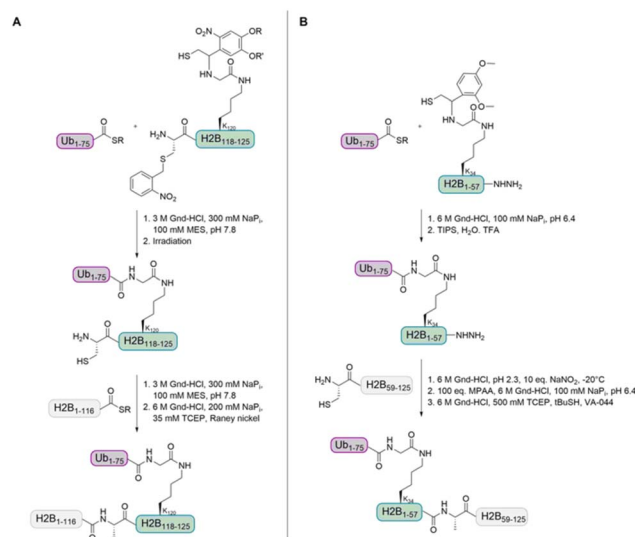 A
O₂N
OR
OR'
HS
HN
O
NH
Ub₁₋₇₅
O
SR
+
H₂N
O
K₁₂₀
H2B₁₁₈₋₁₂₅
S
NO₂
1. 3 M Gnd-HCl, 300 mM NaPᵢ,
100 mM MES, pH 7.8
2. Irradiation
Ub₁₋₇₅
H
N
O
O
NH
H₂N
O
K₁₂₀
H2B₁₁₈₋₁₂₅
HS
H2B₁₋₁₁₆
O
SR
1. 3 M Gnd-HCl, 300 mM NaPᵢ,
100 mM MES, pH 7.8
2. 6 M Gnd-HCl, 200 mM NaPᵢ,
35 mM TCEP, Raney nickel
Ub₁₋₇₅
H
N
O
O
NH
H2B₁₋₁₁₆
O
H
N
O
K₁₂₀
H2B₁₁₈₋₁₂₅
B
O
O
HS
HN
O
NH
Ub₁₋₇₅
O
SR
+
K₃₄
H2B₁₋₅₇
NHNH₂
1. 6 M Gnd-HCl, 100 mM NaPᵢ, pH 6.4
2. TIPS, H₂O. TFA
Ub₁₋₇₅
H
N
O
O
NH
K₃₄
H2B₁₋₅₇
NHNH₂
H₂N
O
H2B₅₉₋₁₂₅
HS
1. 6 M Gnd-HCl, pH 2.3, 10 eq. NaNO₂, -20°C
2. 100 eq. MPAA, 6 M Gnd-HCl, 100 mM NaPᵢ, pH 6.4
3. 6 M Gnd-HCl, 500 mM TCEP, tBuSH, VA-044
Ub₁₋₇₅
H
N
O
O
NH
K₃₄
H2B₁₋₅₇
O
H
N
O
H2B₅₉₋₁₂₅